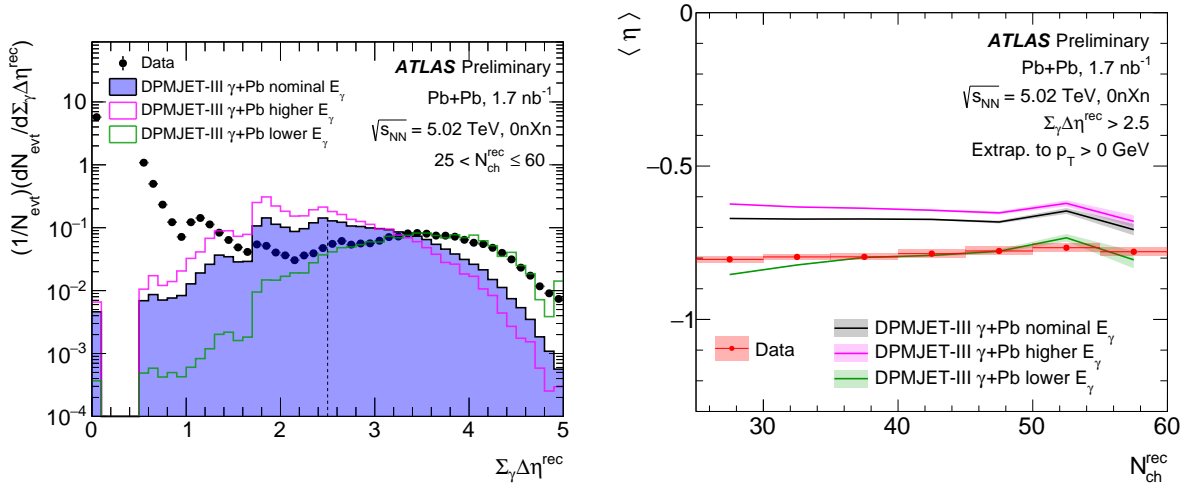 (1/N_evt)(dN_evt/dΣ_γΔη^rec)
10
1
10^−1
10^−2
10^−3
10^−4
Data
DPMJET-III γ+Pb nominal E_γ
DPMJET-III γ+Pb higher E_γ
DPMJET-III γ+Pb lower E_γ
ATLAS Preliminary
Pb+Pb, 1.7 nb^-1
√s_NN = 5.02 TeV, 0nXn
25 < N_ch^rec ≤ 60
0 1 2 3 4 5
Σ_γΔη^rec
⟨ η ⟩
0
−0.5
−1
ATLAS Preliminary
Pb+Pb, 1.7 nb^-1
√s_NN = 5.02 TeV, 0nXn
Σ_γΔη^rec > 2.5
Extrap. to p_T > 0 GeV
Data
DPMJET-III γ+Pb nominal E_γ
DPMJET-III γ+Pb higher E_γ
DPMJET-III γ+Pb lower E_γ
30 40 50 60
N_ch^rec